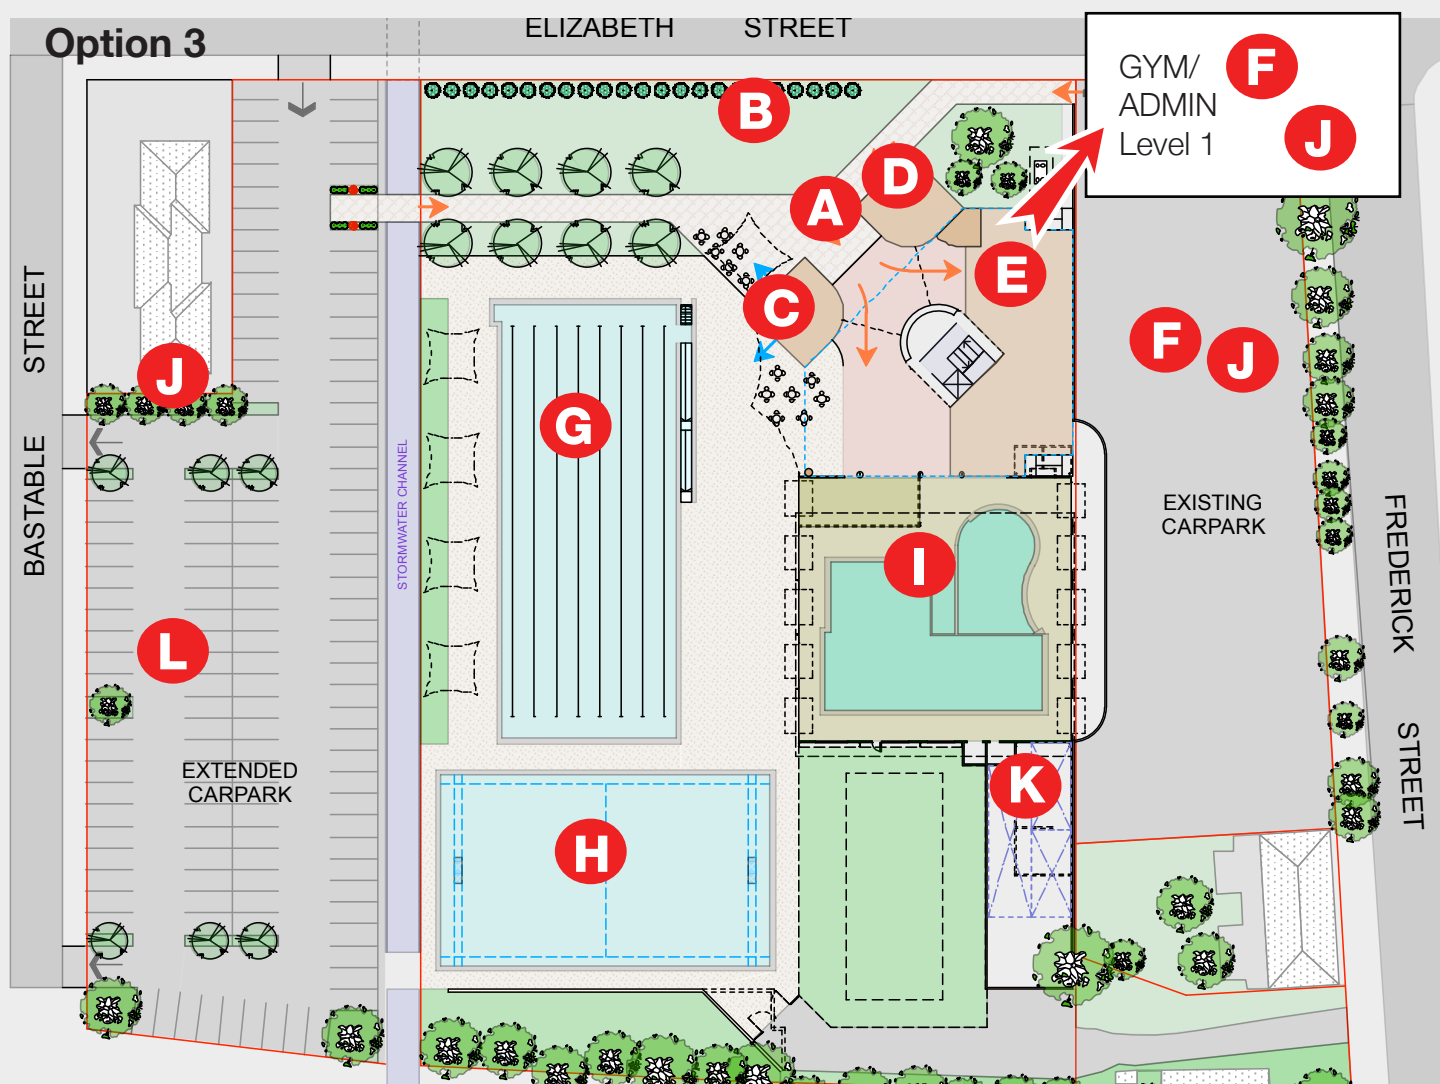 ELIZABETH STREET
Option 3
GYM/
ADMIN
Level 1
F
J
B
D
A
E
C
F
J
J
G
BASTABLE STREET
STORMWATER CHANNEL
EXISTING
CARPARK
FREDERICK STREET
I
L
EXTENDED
CARPARK
K
H